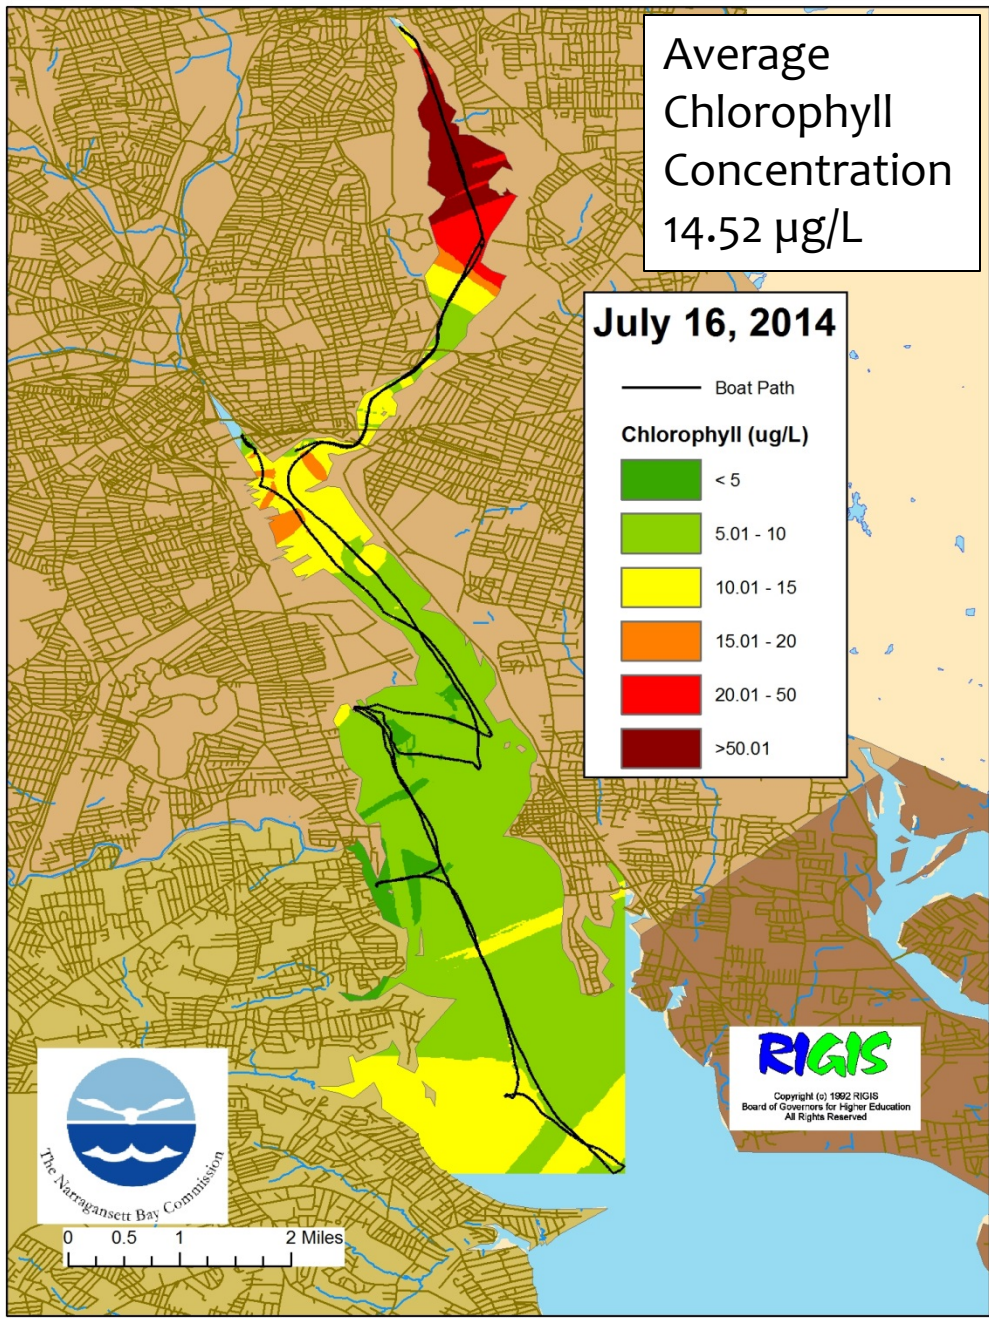 Average
Chlorophyll
Concentration
14.52 µg/L
July 16, 2014
Boat Path
Chlorophyll (ug/L)
< 5
5.01 - 10
10.01 - 15
15.01 - 20
20.01 - 50
>50.01
RIGIS
Copyright (c) 1992 RIGIS
Board of Governors for Higher Education
All Rights Reserved
The Narragansett Bay Commission
0 0.5 1 2 Miles